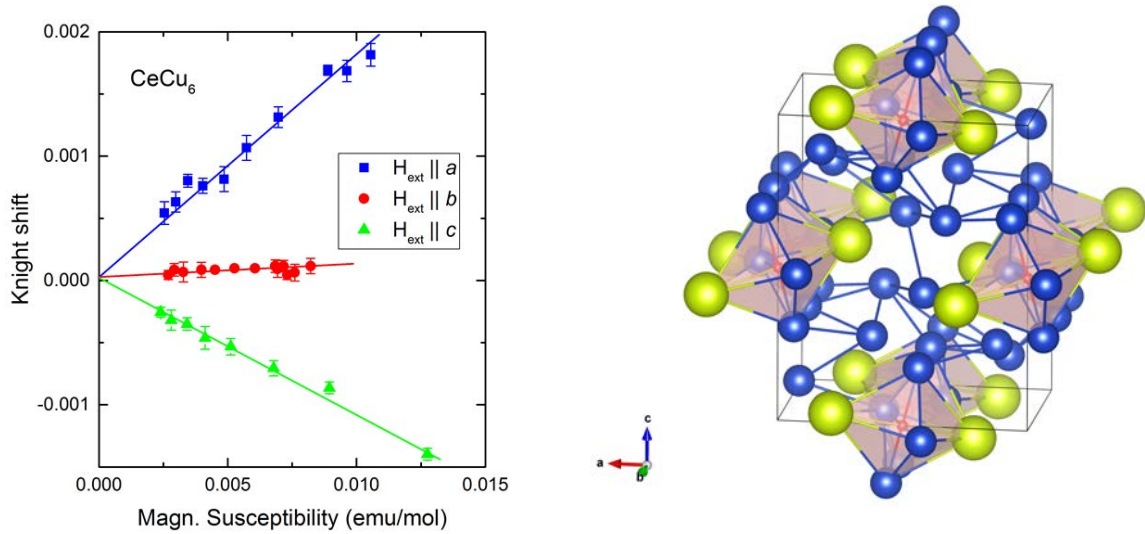 0.002
CeCu₆
0.001
Hₑₓₜ || a
Hₑₓₜ || b
Hₑₓₜ || c
0.000
-0.001
Knight shift
0.000 0.005 0.010 0.015
Magn. Susceptibility (emu/mol)
c
a
b